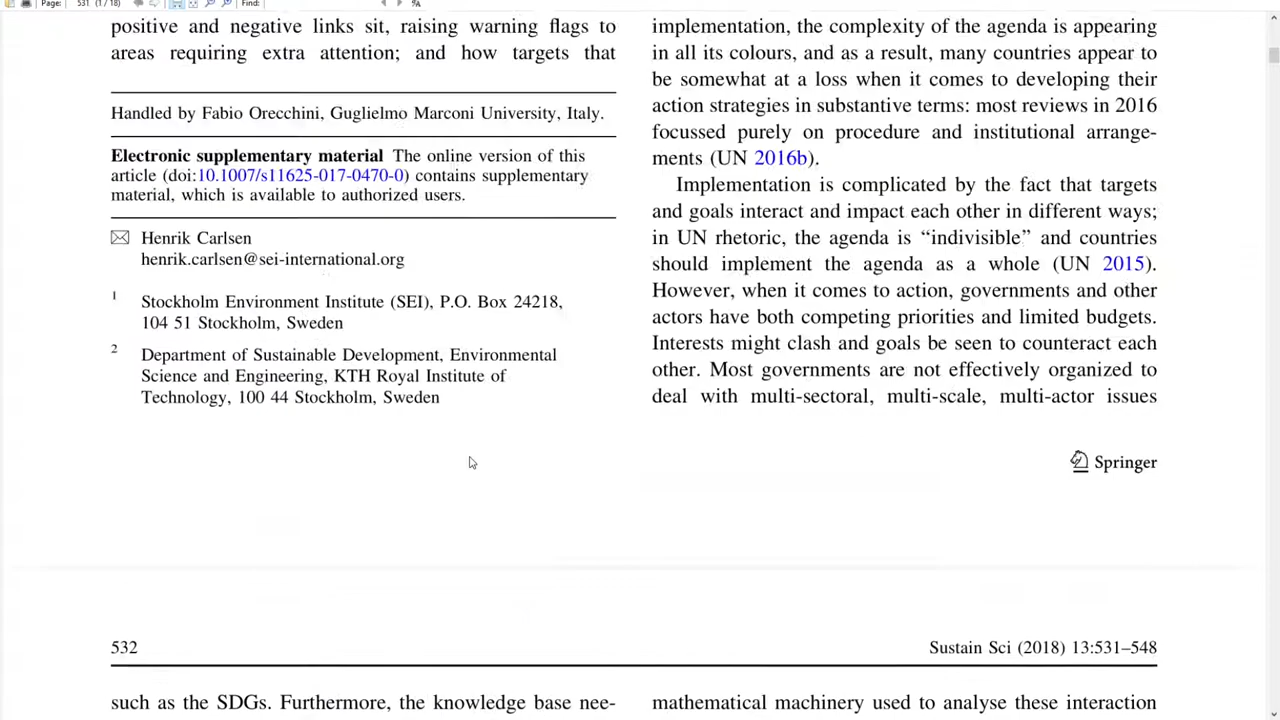 Page: 531 (1 / 18) Find:
positive and negative links sit, raising warning flags to
areas requiring extra attention; and how targets that
Handled by Fabio Orecchini, Guglielmo Marconi University, Italy.
Electronic supplementary material The online version of this
article (doi:10.1007/s11625-017-0470-0) contains supplementary
material, which is available to authorized users.
Henrik Carlsen
henrik.carlsen@sei-international.org
1 Stockholm Environment Institute (SEI), P.O. Box 24218,
104 51 Stockholm, Sweden
2 Department of Sustainable Development, Environmental
Science and Engineering, KTH Royal Institute of
Technology, 100 44 Stockholm, Sweden
implementation, the complexity of the agenda is appearing
in all its colours, and as a result, many countries appear to
be somewhat at a loss when it comes to developing their
action strategies in substantive terms: most reviews in 2016
focussed purely on procedure and institutional arrange-
ments (UN 2016b).
Implementation is complicated by the fact that targets
and goals interact and impact each other in different ways;
in UN rhetoric, the agenda is “indivisible” and countries
should implement the agenda as a whole (UN 2015).
However, when it comes to action, governments and other
actors have both competing priorities and limited budgets.
Interests might clash and goals be seen to counteract each
other. Most governments are not effectively organized to
deal with multi-sectoral, multi-scale, multi-actor issues
Springer
532
Sustain Sci (2018) 13:531–548
such as the SDGs. Furthermore, the knowledge base nee-
mathematical machinery used to analyse these interaction